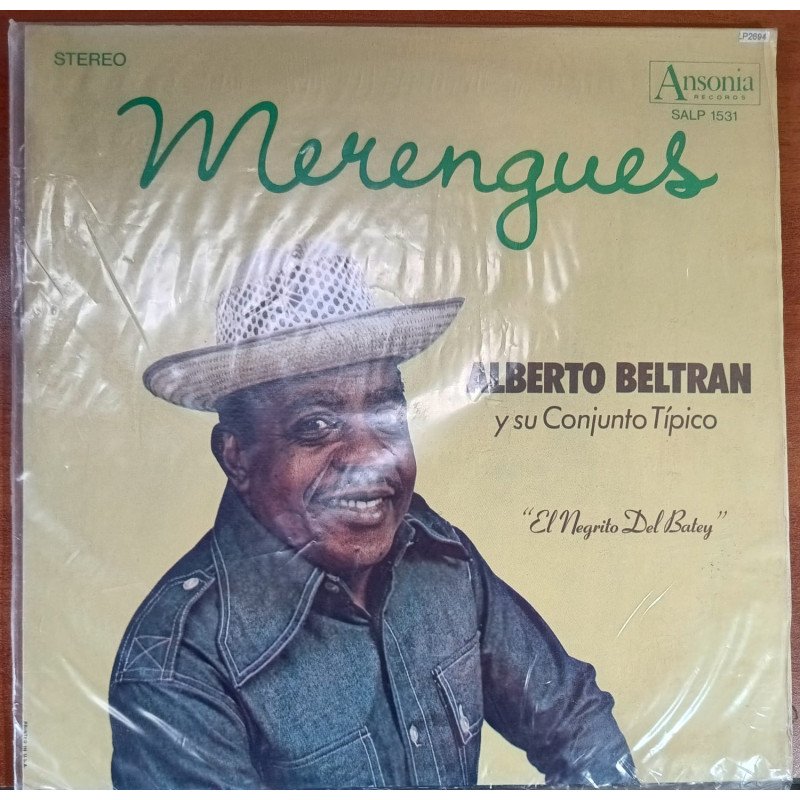 LP2694
STEREO
Ansonia
RECORDS
SALP 1531
Merengues
ALBERTO BELTRAN
y su Conjunto Típico
"El Negrito Del Batey"